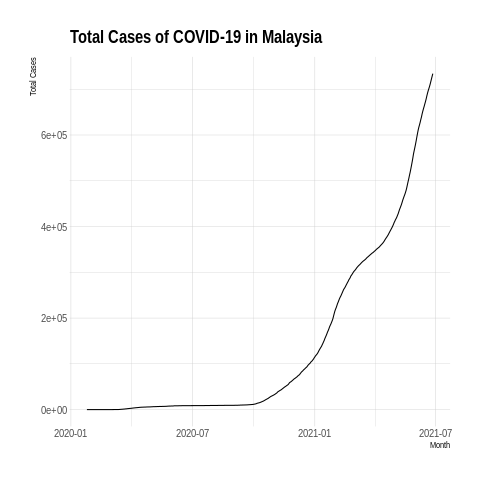 Total Cases of COVID-19 in Malaysia
Total Cases
6e+05
4e+05
2e+05
0e+00
2020-01 2020-07 2021-01 2021-07
Month